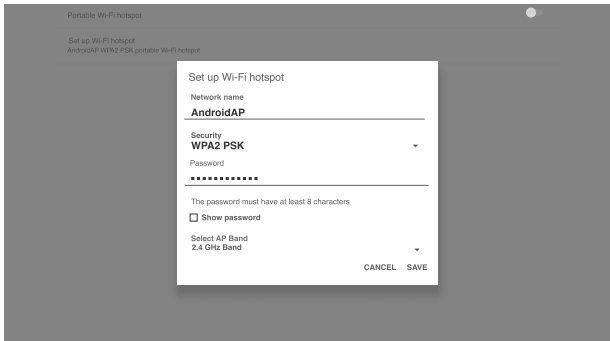 Portable Wi-Fi hotspot
Set up Wi-Fi hotspot
AndroidAP WPA2 PSK portable Wi-Fi hotspot
Set up Wi-Fi hotspot
Network name
AndroidAP
Security
WPA2 PSK
Password
▪▪▪▪▪▪▪▪▪▪▪▪
The password must have at least 8 characters
Show password
Select AP Band
2.4 GHz Band
CANCEL SAVE